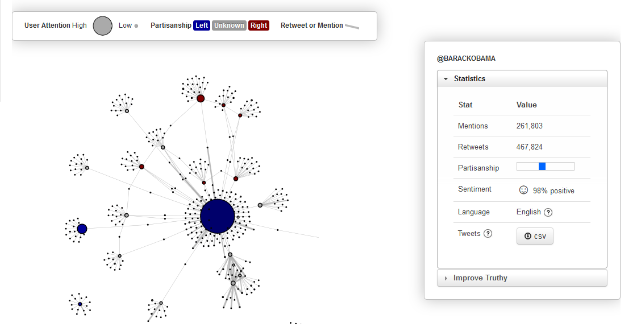 User Attention High Low Partisanship Left Unknown Right Retweet or Mention
@BARACKOBAMA
Statistics
Stat Value
Mentions 261,803
Retweets 467,824
Partisanship
Sentiment 98% positive
Language English ?
Tweets ? csv
Improve Truthy